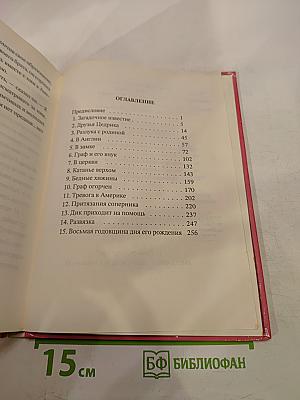 ОГЛАВЛЕНИЕ
Предисловие
1. Загадочное известие 1
2. Друзья Цедрика 5
3. Разлука с родиной 14
4. В Англии 45
5. В замке 57
6. Граф и его внук 72
7. В церкви 102
8. Катанье верхом 132
9. Бедные хижины 143
10. Граф огорчен 159
11. Тревога в Америке 170
12. Притязания соперника 202
13. Дик приходит на помощь 220
14. Развязка 237
15. Восьмая годовщина дня его рождения 247
256
15 см
БФ БИБЛИОФАН